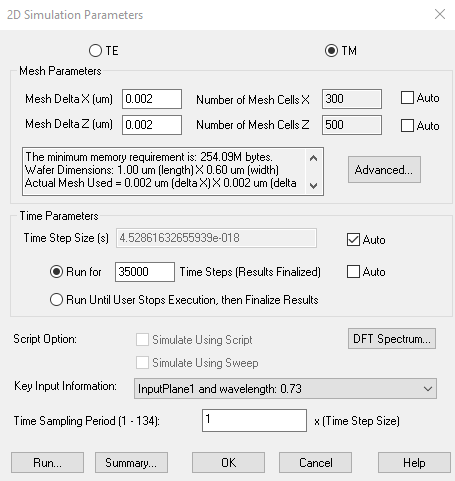 2D Simulation Parameters
TE TM
Mesh Parameters
Mesh Delta X (um) 0.002 Number of Mesh Cells X 300 Auto
Mesh Delta Z (um) 0.002 Number of Mesh Cells Z 500 Auto
The minimum memory requirement is: 254.09M bytes.
Wafer Dimensions: 1.00 um (length) X 0.60 um (width)
Actual Mesh Used = 0.002 um (delta X) X 0.002 um (delta
Advanced...
Time Parameters
Time Step Size (s) 4.52861632655939e-018 Auto
Run for 35000 Time Steps (Results Finalized) Auto
Run Until User Stops Execution, then Finalize Results
Script Option: Simulate Using Script DFT Spectrum...
Simulate Using Sweep
Key Input Information: InputPlane1 and wavelength: 0.73
Time Sampling Period (1 - 134): 1 x (Time Step Size)
Run... Summary... OK Cancel Help